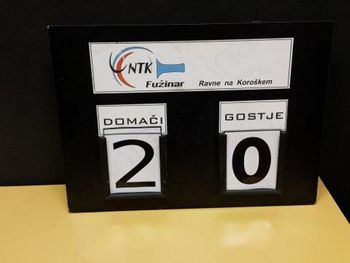 NTK
Fužinar Ravne na Koroškem
DOMAČI GOSTJE
2 0